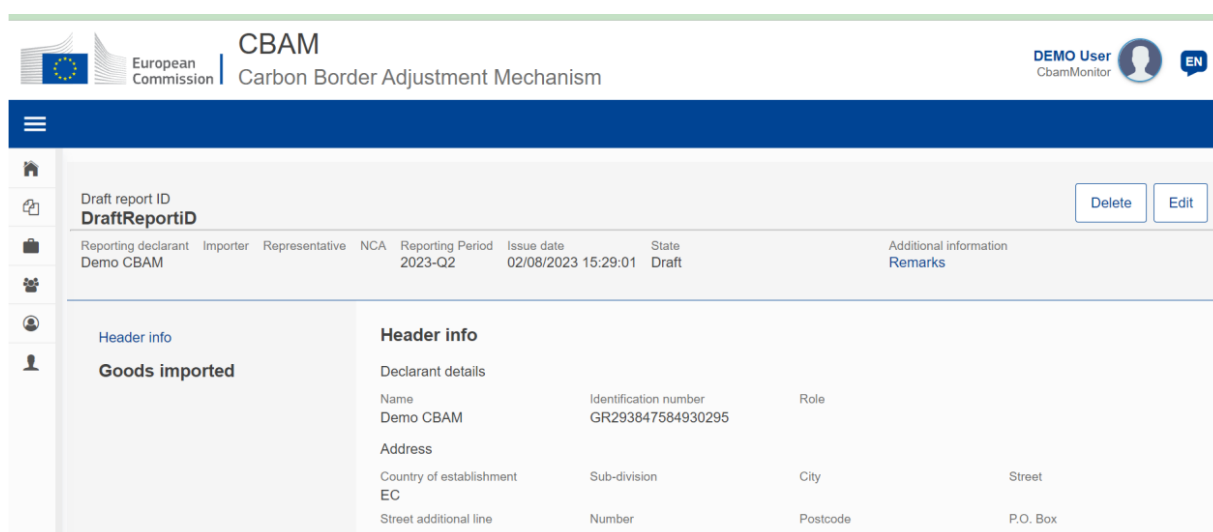 European
Commission
CBAM
Carbon Border Adjustment Mechanism
DEMO User
CbamMonitor
EN
Draft report ID
DraftReportiD
Delete Edit
Reporting declarant Importer Representative NCA Reporting Period Issue date State Additional information
Demo CBAM 2023-Q2 02/08/2023 15:29:01 Draft Remarks
Header info
Goods imported
Header info
Declarant details
Name Identification number Role
Demo CBAM GR293847584930295
Address
Country of establishment Sub-division City Street
EC
Street additional line Number Postcode P.O. Box